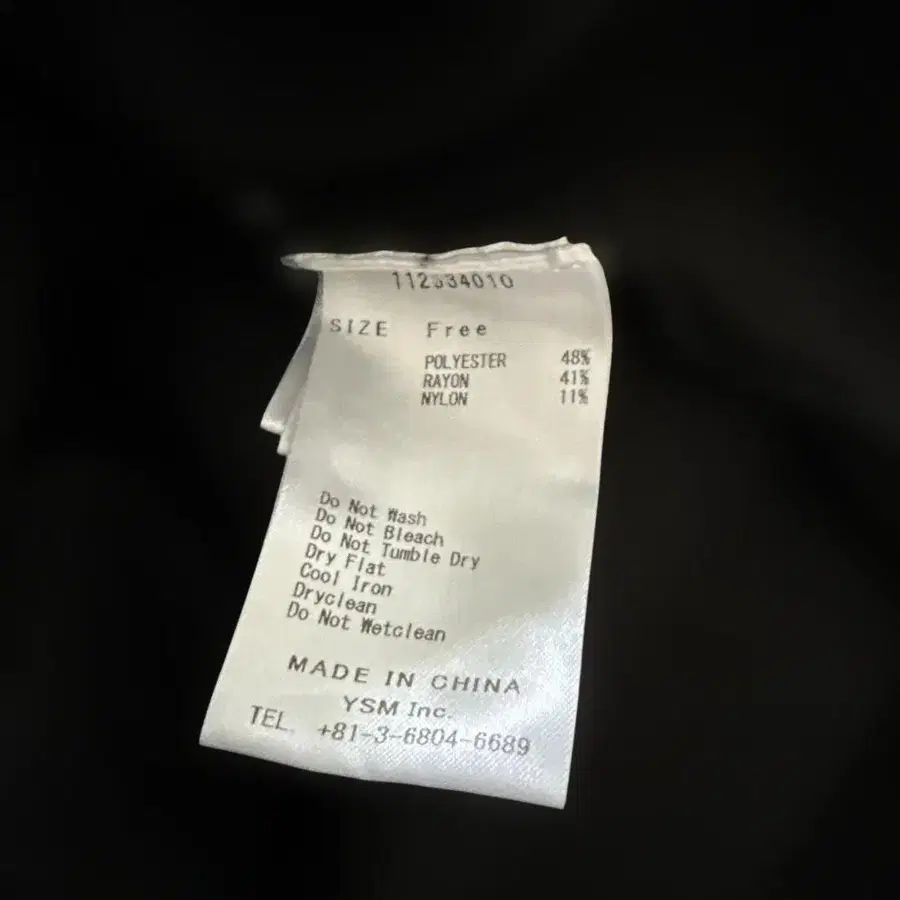 SIZE Free
POLYESTER 48%
RAYON 41%
NYLON 11%
Do Not Wash
Do Not Bleach
Do Not Tumble Dry
Dry Flat
Cool Iron
Dryclean
Do Not Wetclean
MADE IN CHINA
YSM Inc.
TEL. +81-3-6804-6689